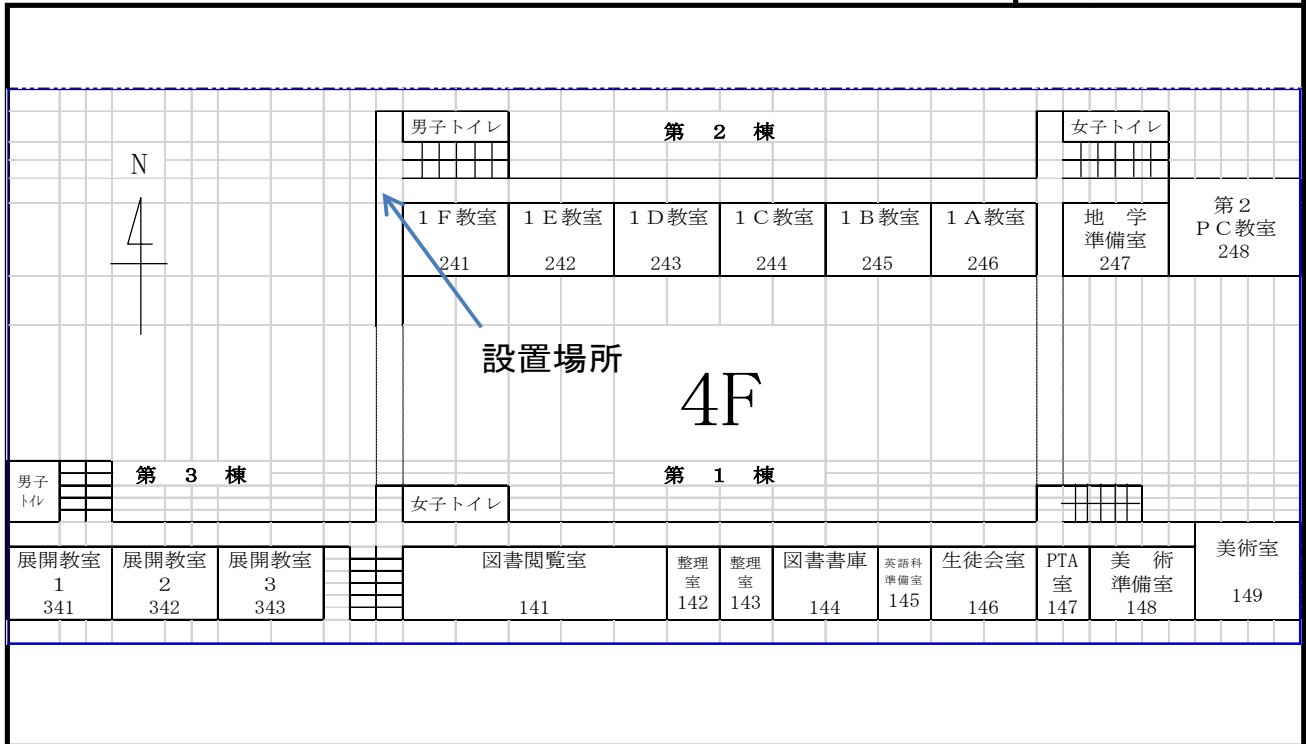 男子トイレ
第 2 棟
女子トイレ
N
1F教室
241
1E教室
242
1D教室
243
1C教室
244
1B教室
245
1A教室
246
地 学
準備室
247
第2
PC教室
248
設置場所
4F
男子
トイレ
第 3 棟
第 1 棟
女子トイレ
展開教室
1
341
展開教室
2
342
展開教室
3
343
図書閲覧室
141
整理
室
142
整理
室
143
図書書庫
144
英語科
準備室
145
生徒会室
146
PTA
室
147
美 術
準備室
148
美術室
149